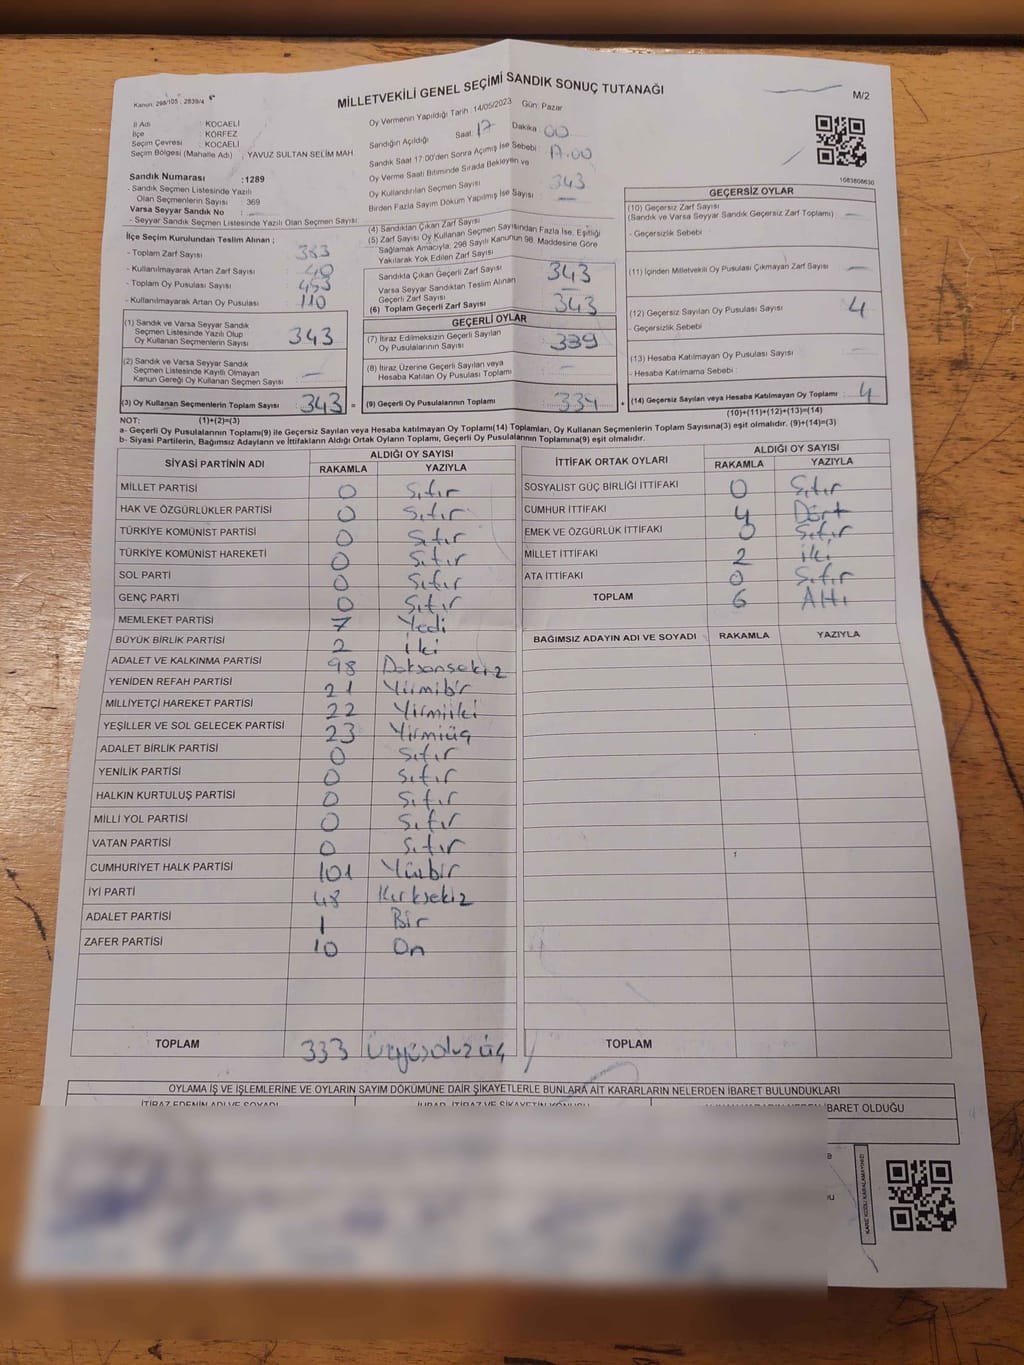 Kanun: 298/105 : 2839/4
MİLLETVEKİLİ GENEL SEÇİMİ SANDIK SONUÇ TUTANAĞI
M/2
İl Adı : KOCAELİ
İlçe : KÖRFEZ
Seçim Çevresi : KOCAELİ
Seçim Bölgesi (Mahalle Adı) : YAVUZ SULTAN SELİM MAH.
Oy Vermenin Yapıldığı Tarih : 14/05/2023 Gün: Pazar
Sandığın Açıldığı Saat: 17 Dakika : 00
Sandık Saat 17:00'den Sonra Açımış İse Sebebi : 17.00
Oy Verme Saati Bitiminde Sırada Bekleyen ve
Oy Kullandırılan Seçmen Sayısı : 343
Birden Fazla Sayım Döküm Yapılmış İse Sayısı : —
Sandık Numarası : 1289
- Sandık Seçmen Listesinde Yazılı
Olan Seçmenlerin Sayısı : 369
Varsa Seyyar Sandık No : —
- Seyyar Sandık Seçmen Listesinde Yazılı Olan Seçmen Sayısı:
İlçe Seçim Kurulundan Teslim Alınan ;
- Toplam Zarf Sayısı : 383
- Kullanılmayarak Artan Zarf Sayısı : 40
- Toplam Oy Pusulası Sayısı : 453
- Kullanılmayarak Artan Oy Pusulası : 110
(1) Sandık ve Varsa Seyyar Sandık
Seçmen Listesinde Yazılı Olup
Oy Kullanan Seçmenlerin Sayısı : 343
(2) Sandık ve Varsa Seyyar Sandık
Seçmen Listesinde Kayıtlı Olmayan
Kanun Gereği Oy Kullanan Seçmen Sayısı : —
(3) Oy Kullanan Seçmenlerin Toplam Sayısı : 343 =
(1)+(2)=(3)
(4) Sandıktan Çıkan Zarf Sayısı
(5) Zarf Sayısı Oy Kullanan Seçmen Sayısından Fazla İse, Eşitliği
Sağlamak Amacıyla, 298 Sayılı Kanunun 98. Maddesine Göre
Yakılarak Yok Edilen Zarf Sayısı
Sandıkta Çıkan Geçerli Zarf Sayısı : 343
Varsa Seyyar Sandıktan Teslim Alınan
Geçerli Zarf Sayısı : —
(6) Toplam Geçerli Zarf Sayısı : 343
GEÇERLİ OYLAR
(7) İtiraz Edilmeksizin Geçerli Sayılan
Oy Pusulalarının Sayısı : 339
(8) İtiraz Üzerine Geçerli Sayılan veya
Hesaba Katılan Oy Pusulası Toplamı : —
(9) Geçerli Oy Pusulalarının Toplamı : 339 +
1083808630
GEÇERSİZ OYLAR
(10) Geçersiz Zarf Sayısı
(Sandık ve Varsa Seyyar Sandık Geçersiz Zarf Toplamı) : —
- Geçersizlik Sebebi :
(11) İçinden Milletvekili Oy Pusulası Çıkmayan Zarf Sayısı : —
(12) Geçersiz Sayılan Oy Pusulası Sayısı : 4
- Geçersizlik Sebebi :
(13) Hesaba Katılmayan Oy Pusulası Sayısı :
- Hesaba Katılmama Sebebi :
(14) Geçersiz Sayılan veya Hesaba Katılmayan Oy Toplamı : 4
(10)+(11)+(12)+(13)=(14)
NOT:
a- Geçerli Oy Pusulaları Toplamı(9) ile Geçersiz Sayılan veya Hesaba katılmayan Oy Toplamı(14) Toplamları, Oy Kullanan Seçmenlerin Toplam Sayısına(3) eşit olmalıdır. (9)+(14)=(3)
b- Siyasi Partilerin, Bağımsız Adayların ve İttifakların Aldığı Ortak Oyların Toplamı, Geçerli Oy Pusulalarının Toplamına(9) eşit olmalıdır.
SİYASİ PARTİNİN ADI ALDIĞI OY SAYISI
RAKAMLA YAZIYLA
MİLLET PARTİSİ 0 Sıfır
HAK VE ÖZGÜRLÜKLER PARTİSİ 0 Sıfır
TÜRKİYE KOMÜNİST PARTİSİ 0 Sıfır
TÜRKİYE KOMÜNİST HAREKETİ 0 Sıfır
SOL PARTİ 0 Sıfır
GENÇ PARTİ 0 Sıfır
MEMLEKET PARTİSİ 7 Yedi
BÜYÜK BİRLİK PARTİSİ 2 iki
ADALET VE KALKINMA PARTİSİ 98 Doksansekiz
YENİDEN REFAH PARTİSİ 21 Yirmibir
MİLLİYETÇİ HAREKET PARTİSİ 22 Yirmiiki
YEŞİLLER VE SOL GELECEK PARTİSİ 23 Yirmiüç
ADALET BİRLİK PARTİSİ 0 Sıfır
YENİLİK PARTİSİ 0 Sıfır
HALKIN KURTULUŞ PARTİSİ 0 Sıfır
MİLLİ YOL PARTİSİ 0 Sıfır
VATAN PARTİSİ 0 Sıfır
CUMHURİYET HALK PARTİSİ 101 Yüzbir
İYİ PARTİ 48 Kırksekiz
ADALET PARTİSİ 1 Bir
ZAFER PARTİSİ 10 On
TOPLAM 333 üçyüzotuz üç
İTTİFAK ORTAK OYLARI ALDIĞI OY SAYISI
RAKAMLA YAZIYLA
SOSYALİST GÜÇ BİRLİĞİ İTTİFAKI 0 Sıfır
CUMHUR İTTİFAKI 4 Dört
EMEK VE ÖZGÜRLÜK İTTİFAKI 0 Sıfır
MİLLET İTTİFAKI 2 iki
ATA İTTİFAKI 0 Sıfır
TOPLAM 6 Altı
BAĞIMSIZ ADAYIN ADI VE SOYADI RAKAMLA YAZIYLA
TOPLAM
OYLAMA İŞ VE İŞLEMLERİNE VE OYLARIN SAYIM DÖKÜMÜNE DAİR ŞİKAYETLERLE BUNLARA AİT KARARLARIN NELERDEN İBARET BULUNDUKLARI
İTİRAZ EDENİN ADI VE SOYADI
İBARET OLDUĞU
KARE KODU KARALAMAYINIZ!